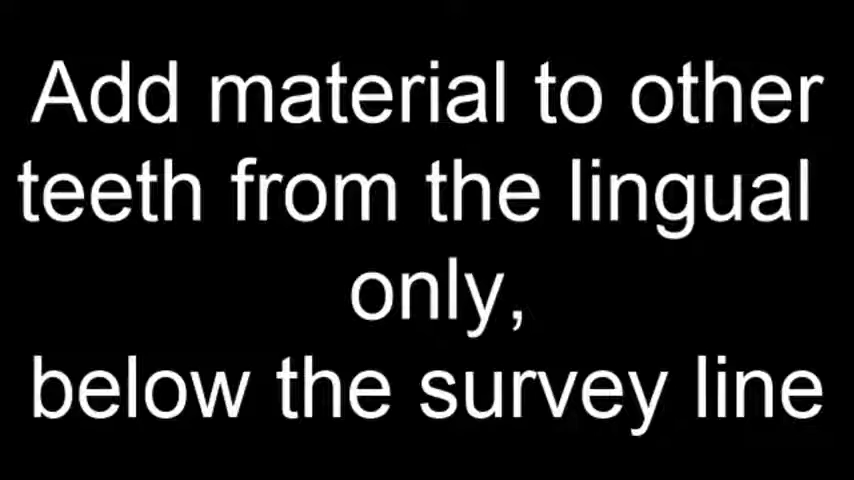 Add material to other
teeth from the lingual
only,
below the survey line